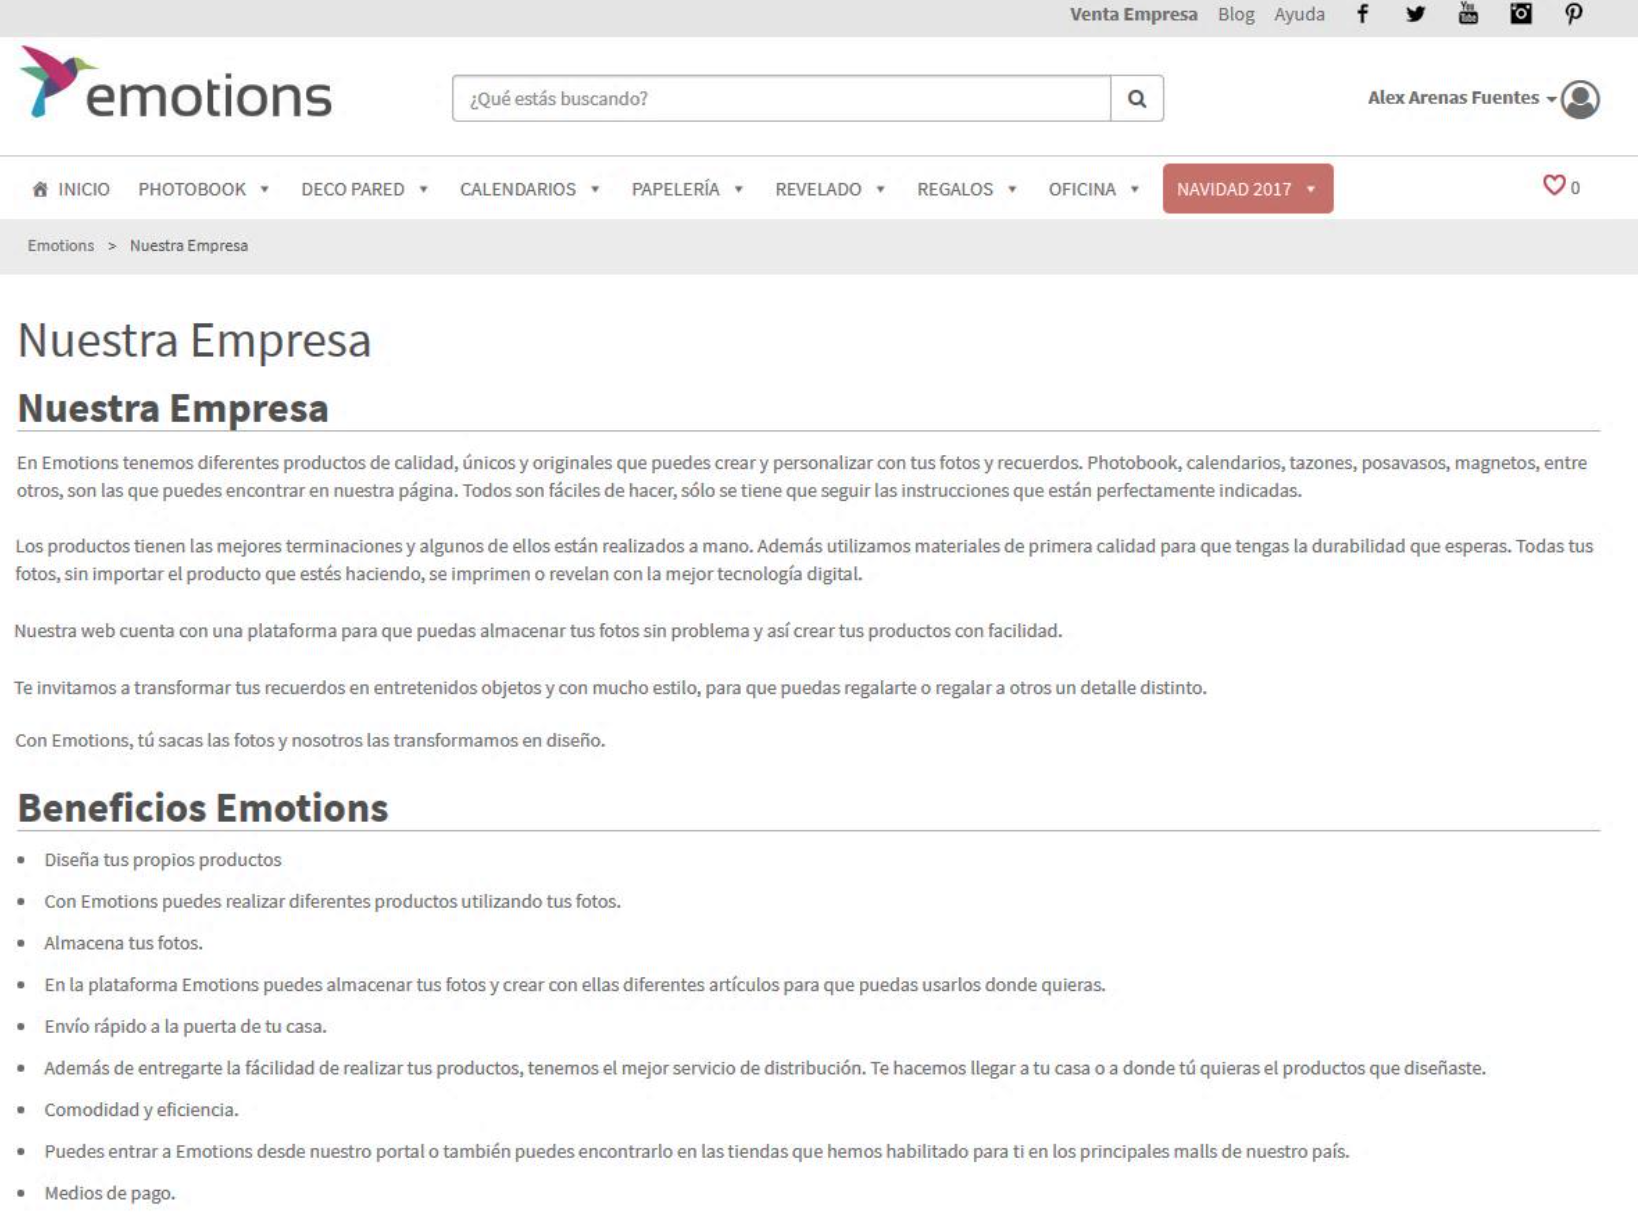 Venta Empresa Blog Ayuda
You Tube
emotions
¿Qué estás buscando?
Alex Arenas Fuentes
INICIO PHOTOBOOK DECO PARED CALENDARIOS PAPELERÍA REVELADO REGALOS OFICINA NAVIDAD 2017 0
Emotions > Nuestra Empresa
Nuestra Empresa
Nuestra Empresa
En Emotions tenemos diferentes productos de calidad, únicos y originales que puedes crear y personalizar con tus fotos y recuerdos. Photobook, calendarios, tazones, posavasos, magnetos, entre
otros, son las que puedes encontrar en nuestra página. Todos son fáciles de hacer, sólo se tiene que seguir las instrucciones que están perfectamente indicadas.
Los productos tienen las mejores terminaciones y algunos de ellos están realizados a mano. Además utilizamos materiales de primera calidad para que tengas la durabilidad que esperas. Todas tus
fotos, sin importar el producto que estés haciendo, se imprimen o revelan con la mejor tecnología digital.
Nuestra web cuenta con una plataforma para que puedas almacenar tus fotos sin problema y así crear tus productos con facilidad.
Te invitamos a transformar tus recuerdos en entretenidos objetos y con mucho estilo, para que puedas regalarte o regalar a otros un detalle distinto.
Con Emotions, tú sacas las fotos y nosotros las transformamos en diseño.
Beneficios Emotions
• Diseña tus propios productos
• Con Emotions puedes realizar diferentes productos utilizando tus fotos.
• Almacena tus fotos.
• En la plataforma Emotions puedes almacenar tus fotos y crear con ellas diferentes artículos para que puedas usarlos donde quieras.
• Envío rápido a la puerta de tu casa.
• Además de entregarte la fácilidad de realizar tus productos, tenemos el mejor servicio de distribución. Te hacemos llegar a tu casa o a donde tú quieras el productos que diseñaste.
• Comodidad y eficiencia.
• Puedes entrar a Emotions desde nuestro portal o también puedes encontrarlo en las tiendas que hemos habilitado para ti en los principales malls de nuestro país.
• Medios de pago.